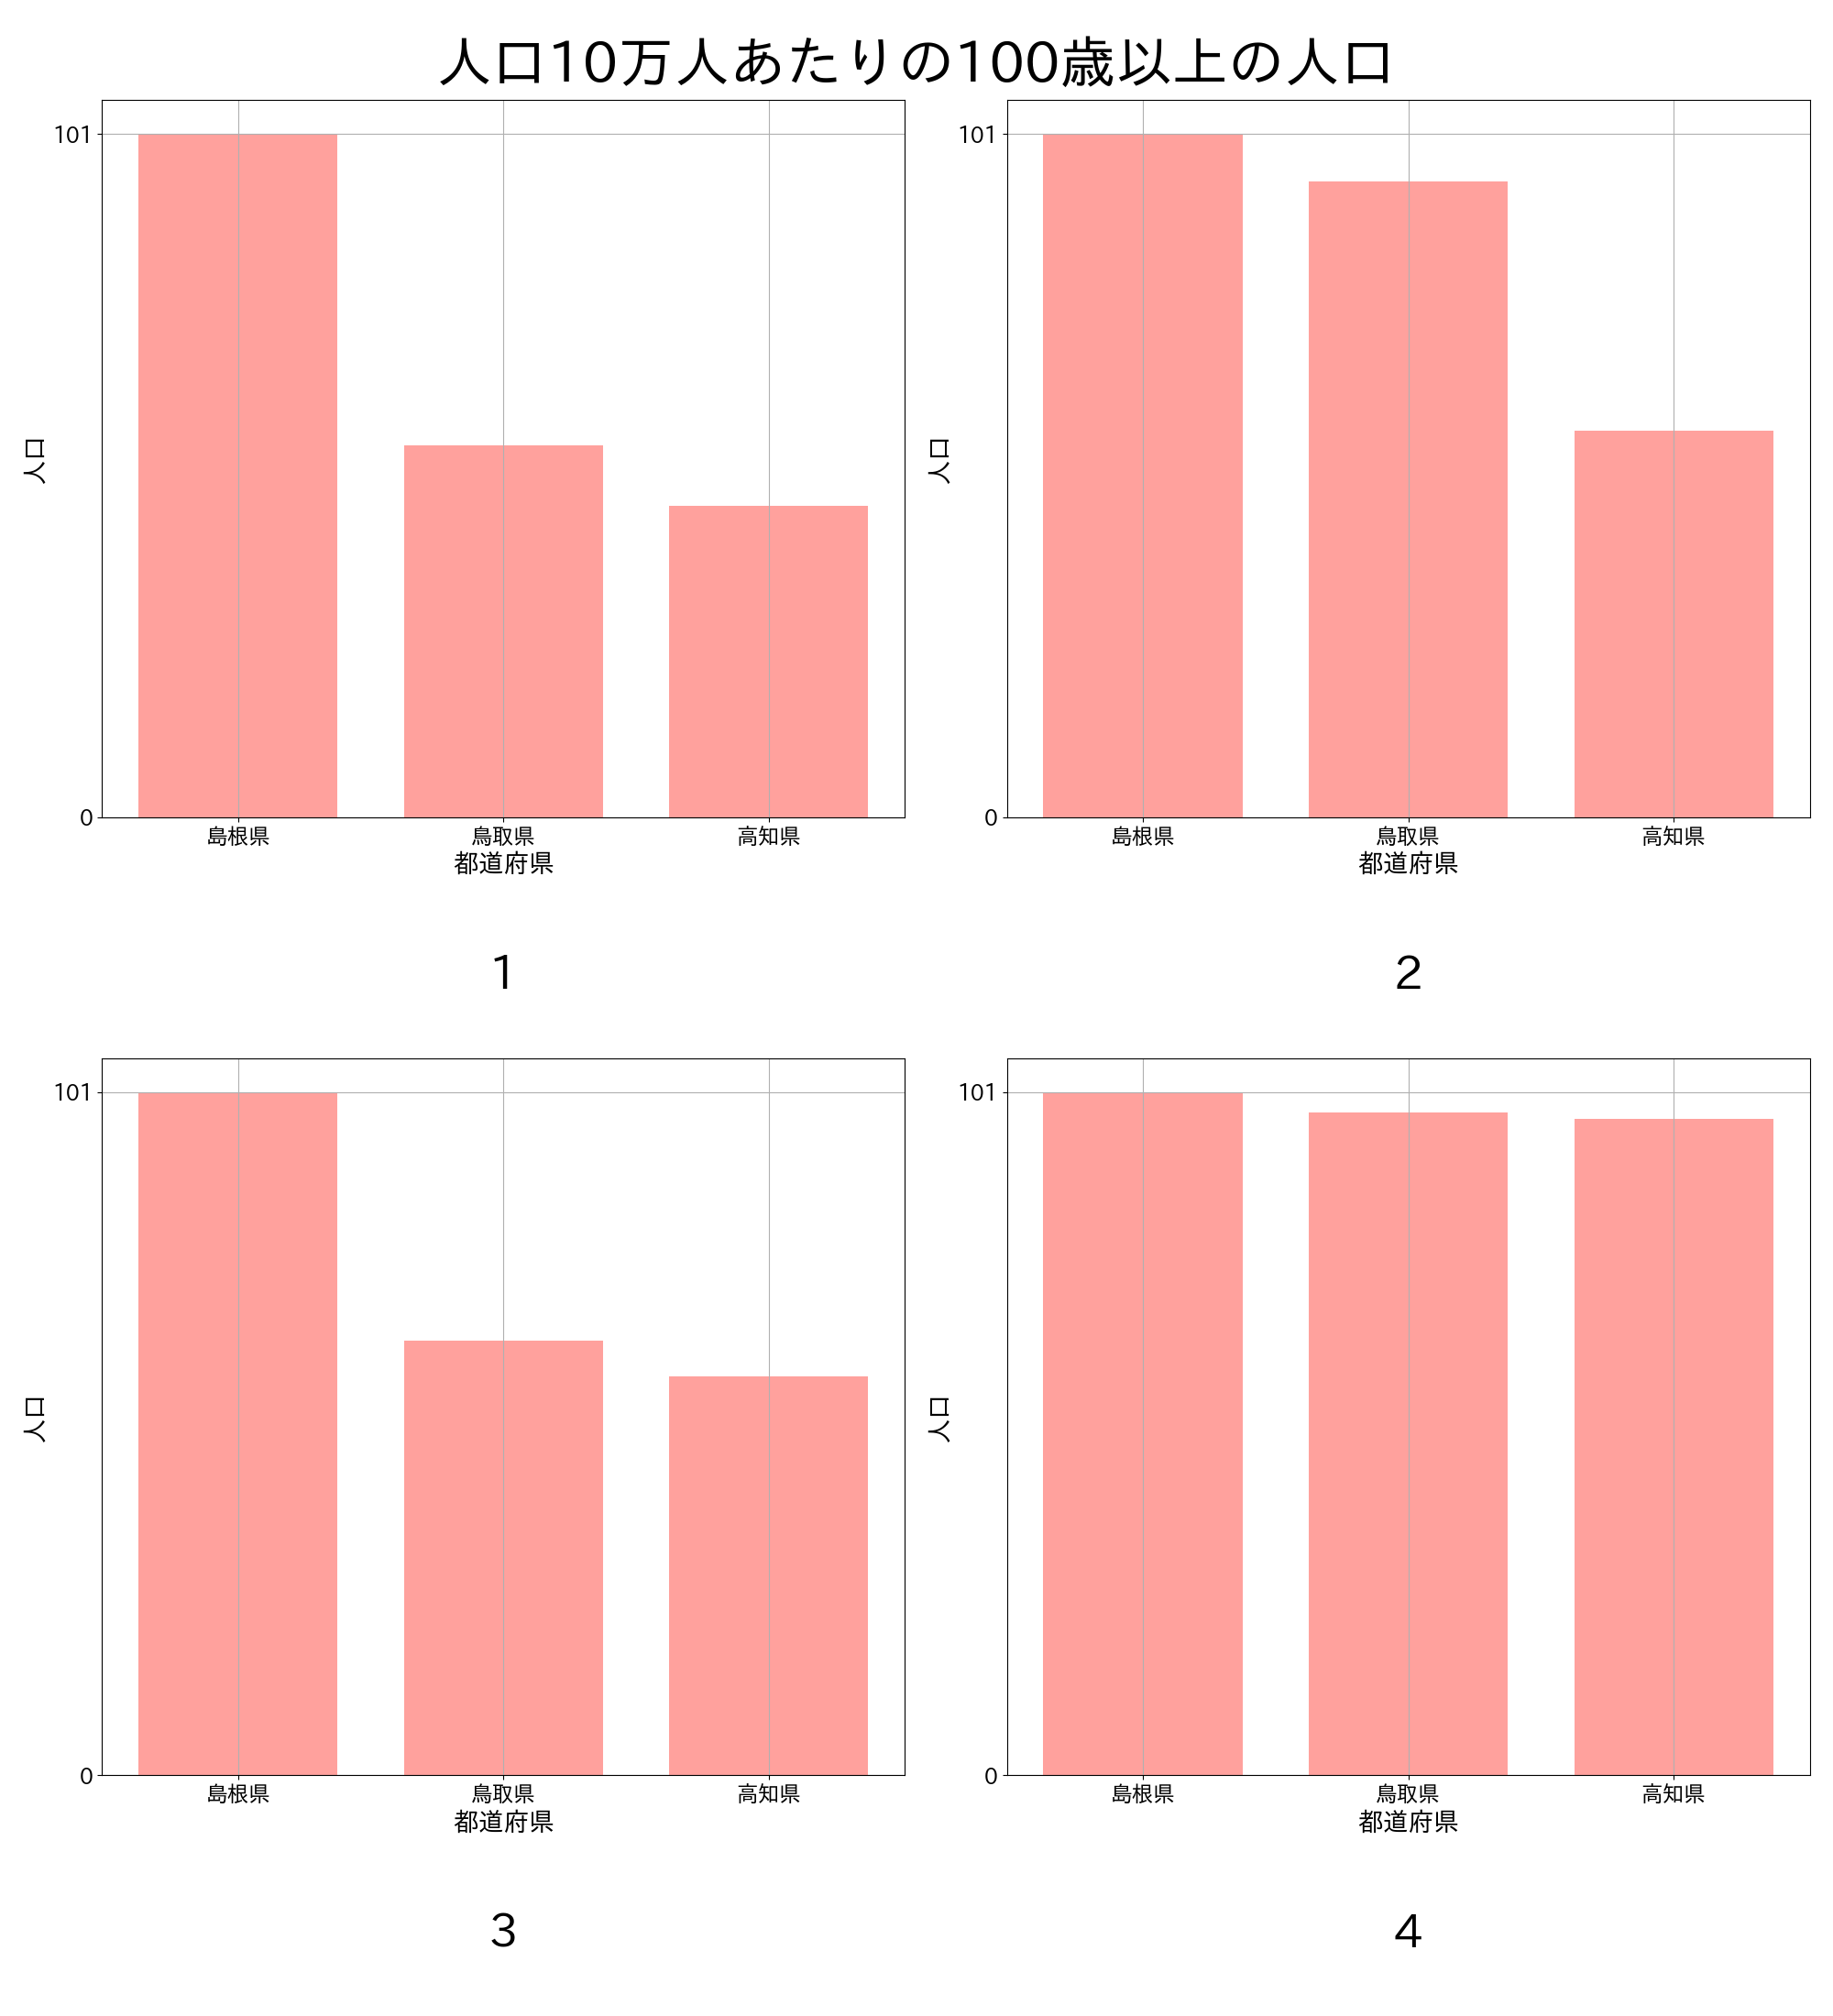 人口10万人あたりの100歳以上の人口
101
0
人口
島根県 鳥取県 高知県
都道府県
1
101
0
人口
島根県 鳥取県 高知県
都道府県
2
101
0
人口
島根県 鳥取県 高知県
都道府県
3
101
0
人口
島根県 鳥取県 高知県
都道府県
4